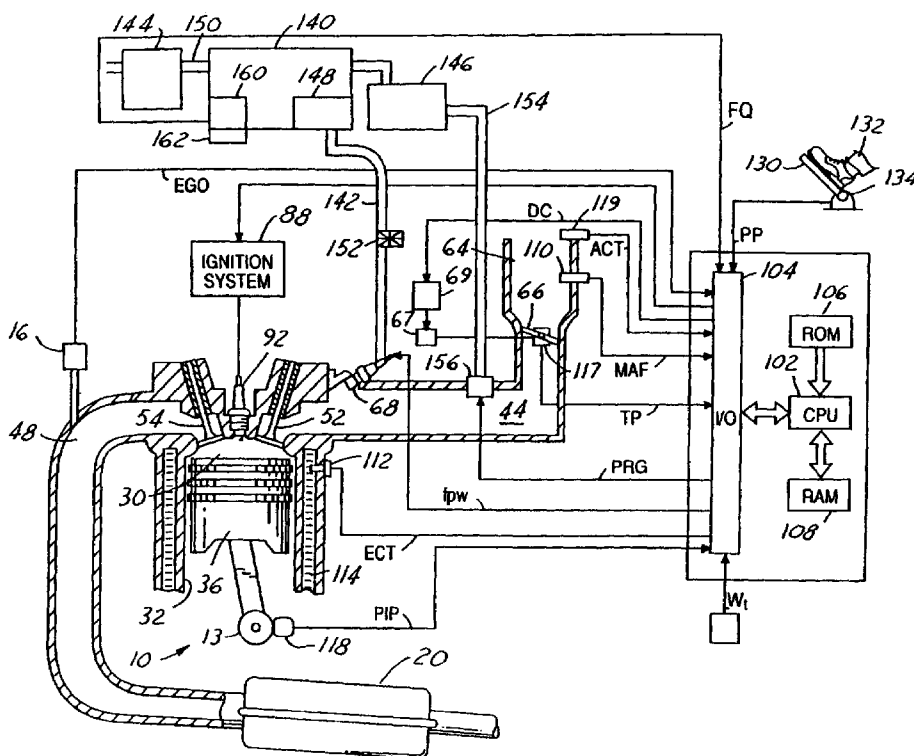 144
150
140
146
160
148
154
162
FQ
132
130
134
EGO
142
DC
119
88
64
110
ACT
PP
104
152
IGNITION
SYSTEM
69
66
106
ROM
16
92
67
156
117
MAF
102
68
I/O
CPU
54
52
44
TP
48
112
PRG
RAM
30
fpw
108
ECT
36
114
32
PIP
Wt
13
10
118
20